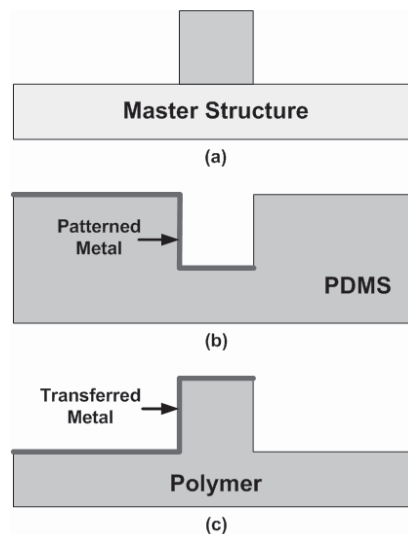 Master Structure
(a)
Patterned
Metal
PDMS
(b)
Transferred
Metal
Polymer
(c)